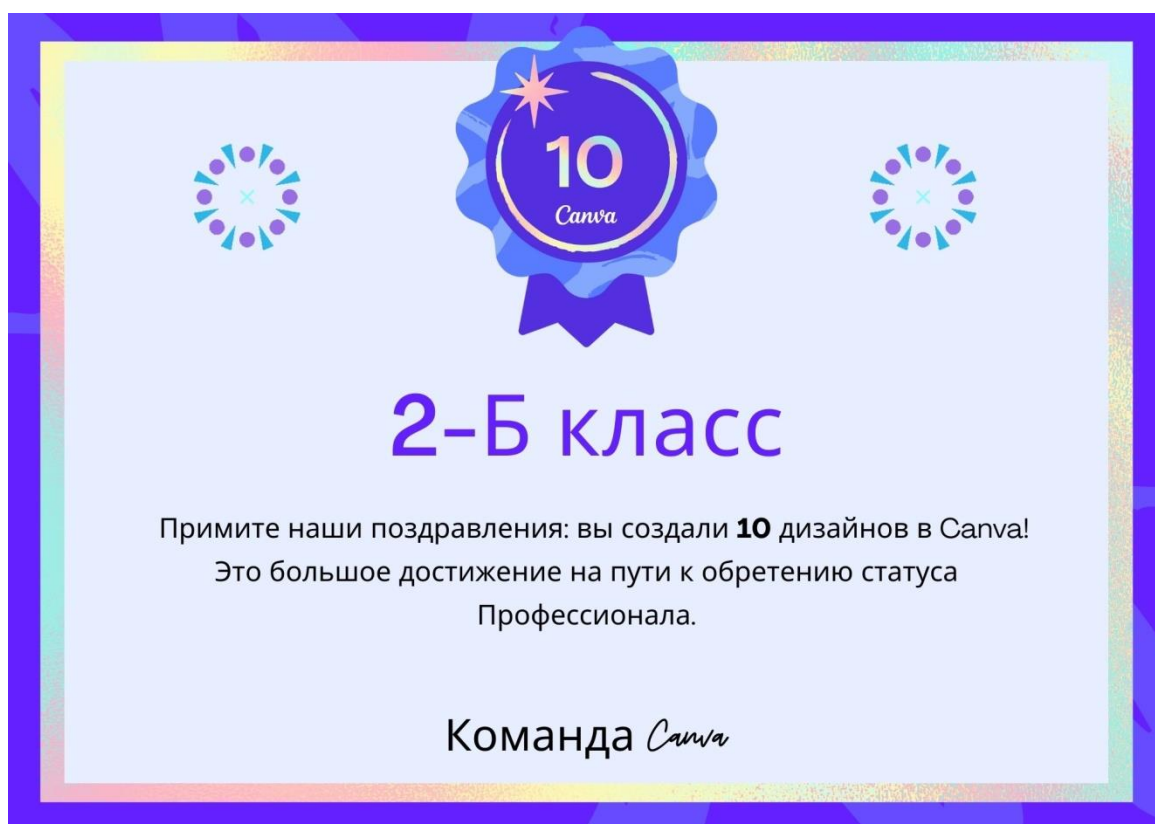 10
Canva
2-Б класс
Примите наши поздравления: вы создали 10 дизайнов в Canva!
Это большое достижение на пути к обретению статуса
Профессионала.
Команда Canva